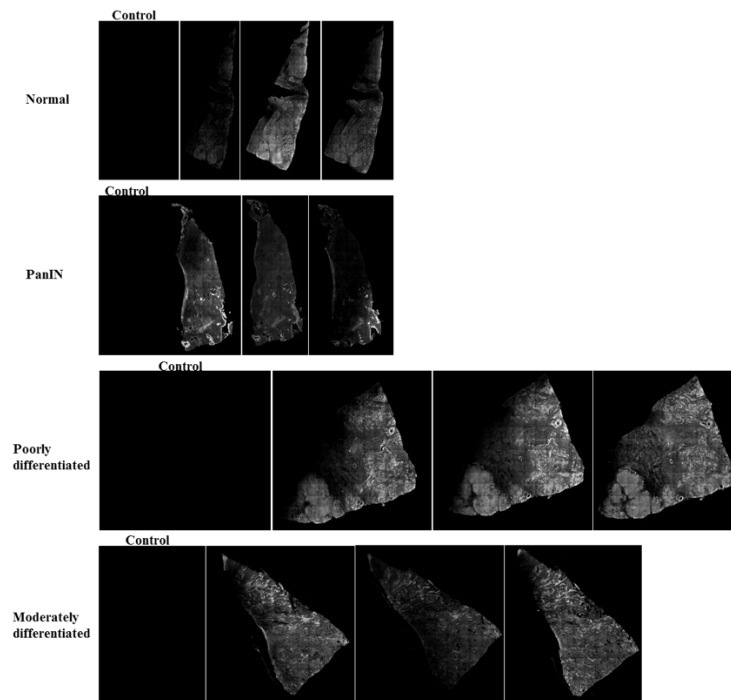 Control
Normal
Control
PanIN
Control
Poorly
differentiated
Control
Moderately
differentiated